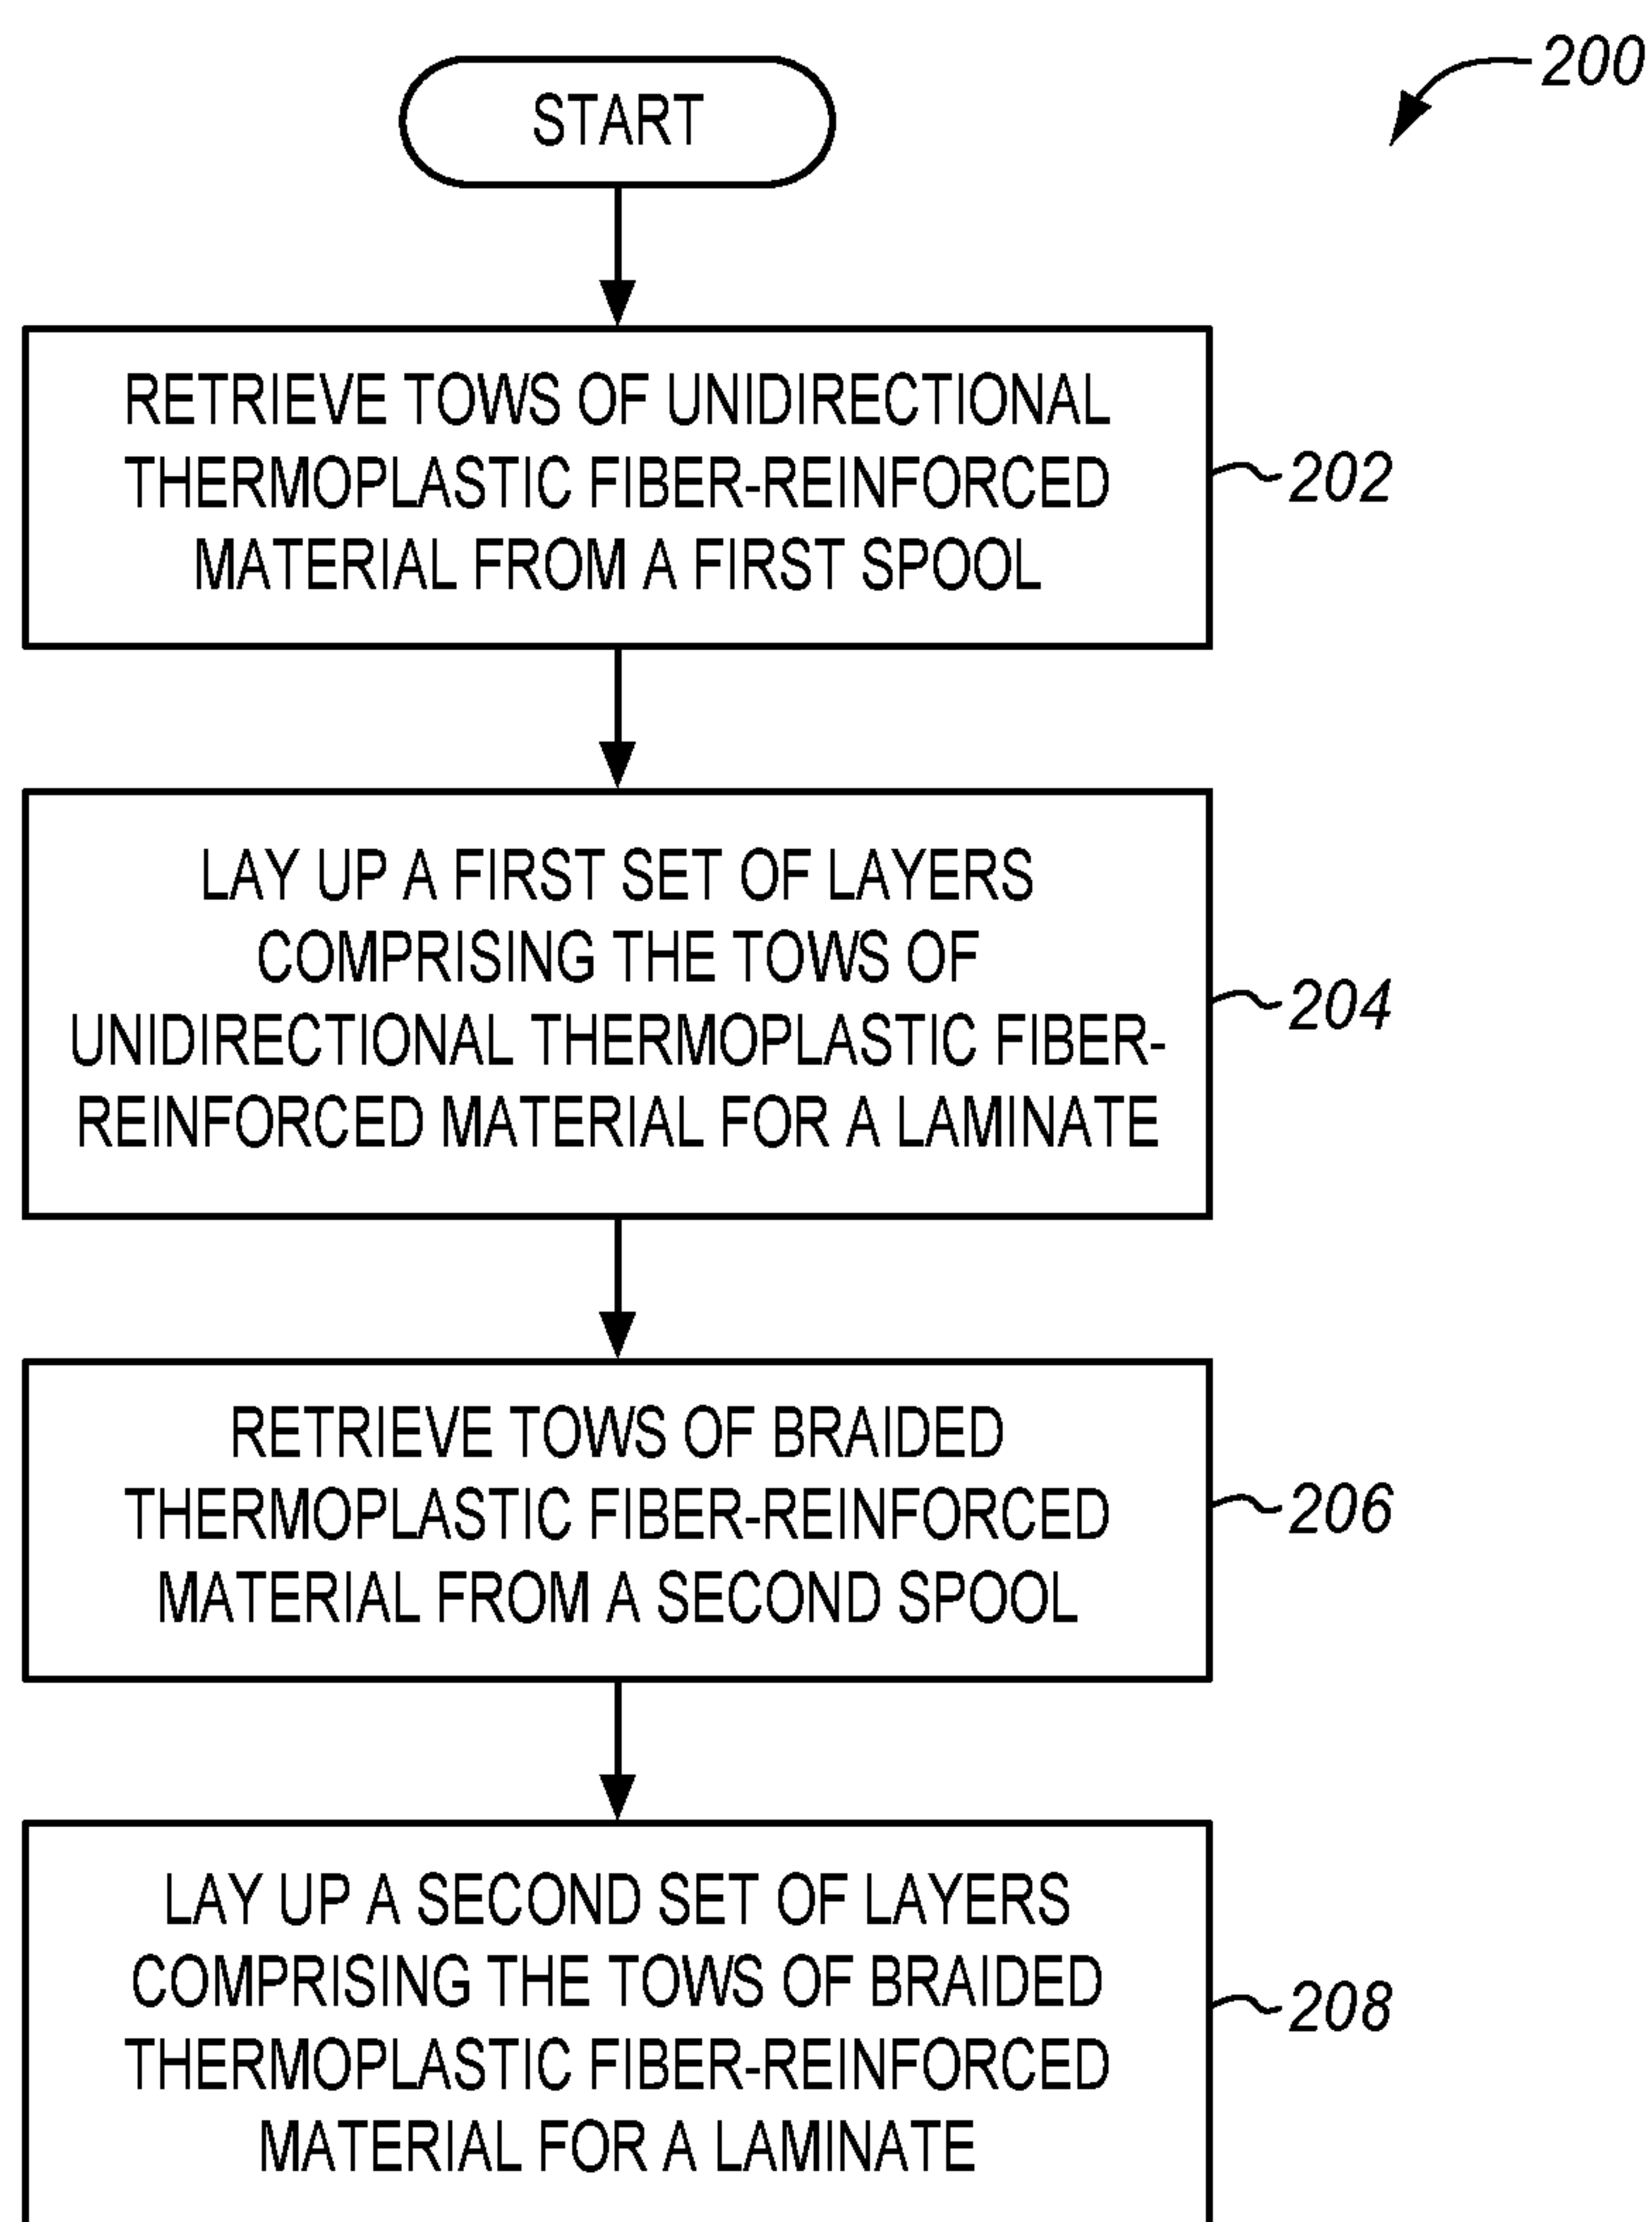 200
START
RETRIEVE TOWS OF UNIDIRECTIONAL
THERMOPLASTIC FIBER-REINFORCED
MATERIAL FROM A FIRST SPOOL
202
LAY UP A FIRST SET OF LAYERS
COMPRISING THE TOWS OF
UNIDIRECTIONAL THERMOPLASTIC FIBER-
REINFORCED MATERIAL FOR A LAMINATE
204
RETRIEVE TOWS OF BRAIDED
THERMOPLASTIC FIBER-REINFORCED
MATERIAL FROM A SECOND SPOOL
206
LAY UP A SECOND SET OF LAYERS
COMPRISING THE TOWS OF BRAIDED
THERMOPLASTIC FIBER-REINFORCED
MATERIAL FOR A LAMINATE
208